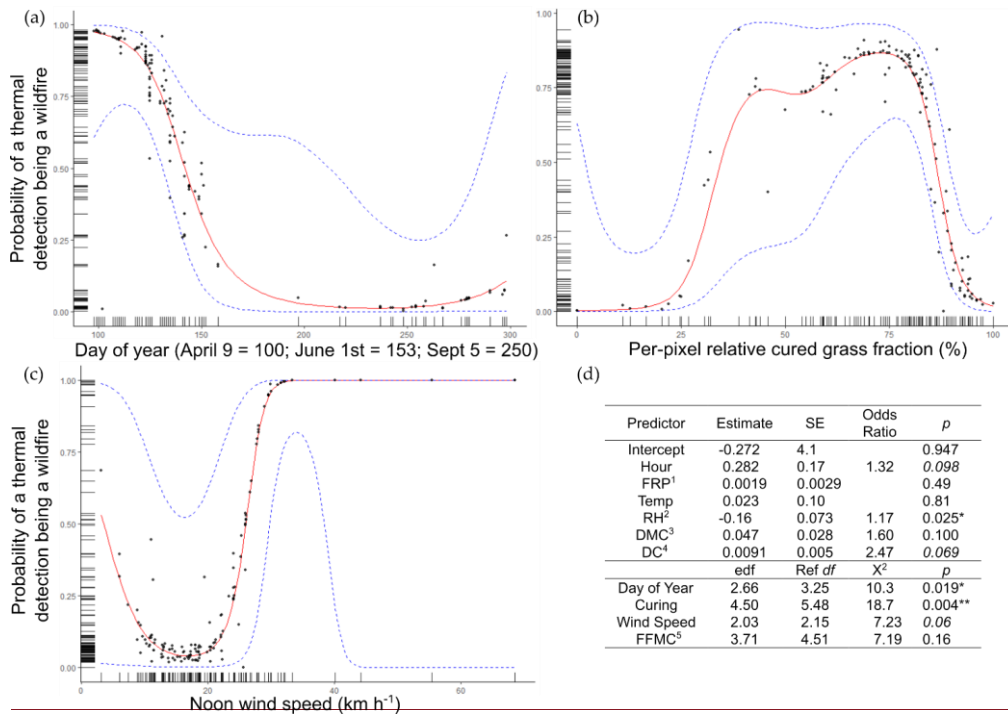 (a)
Probability of a thermal
detection being a wildfire
1.00
0.75
0.50
0.25
0.00
100
150
200
250
300
Day of year (April 9 = 100; June 1st = 153; Sept 5 = 250)
(b)
1.00
0.75
0.50
0.25
0.00
0
25
50
75
100
Per-pixel relative cured grass fraction (%)
(c)
Probability of a thermal
detection being a wildfire
1.00
0.75
0.50
0.25
0.00
0
20
40
60
Noon wind speed (km h-1)
(d)
Predictor Estimate SE Odds Ratio p
Intercept -0.272 4.1 0.947
Hour 0.282 0.17 1.32 0.098
FRP1 0.0019 0.0029 0.49
Temp 0.023 0.10 0.81
RH2 -0.16 0.073 1.17 0.025*
DMC3 0.047 0.028 1.60 0.100
DC4 0.0091 0.005 2.47 0.069
edf Ref df X2 p
Day of Year 2.66 3.25 10.3 0.019*
Curing 4.50 5.48 18.7 0.004**
Wind Speed 2.03 2.15 7.23 0.06
FFMC5 3.71 4.51 7.19 0.16